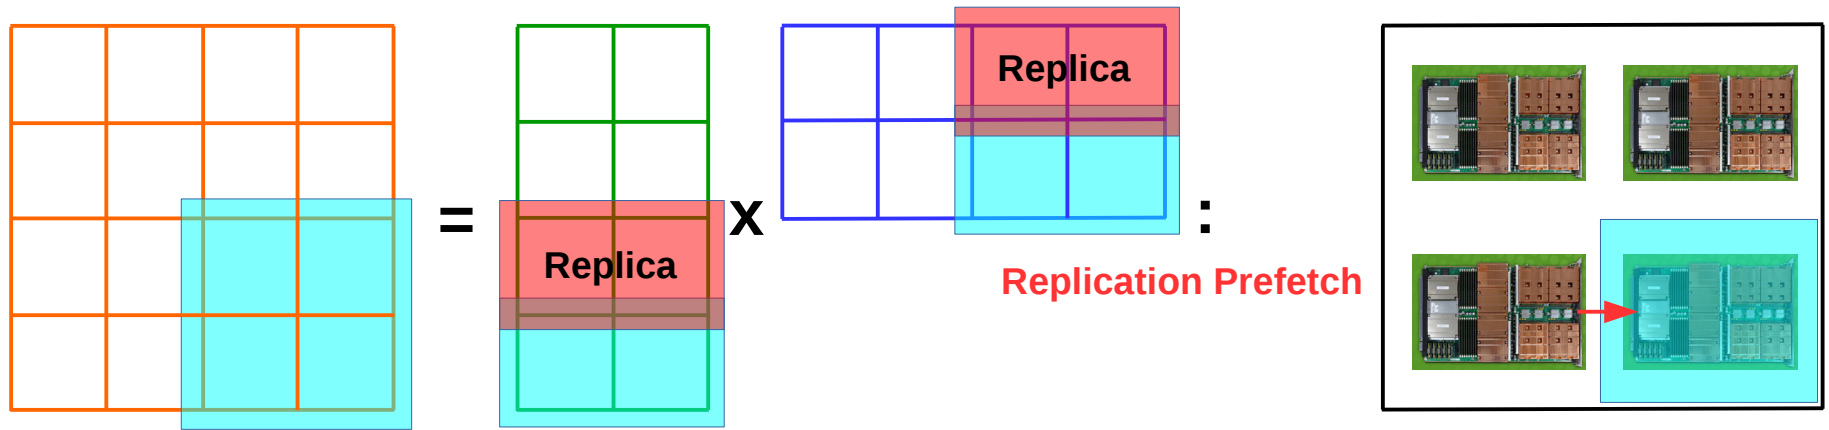 Replica
=
Replica
x
:
Replication Prefetch